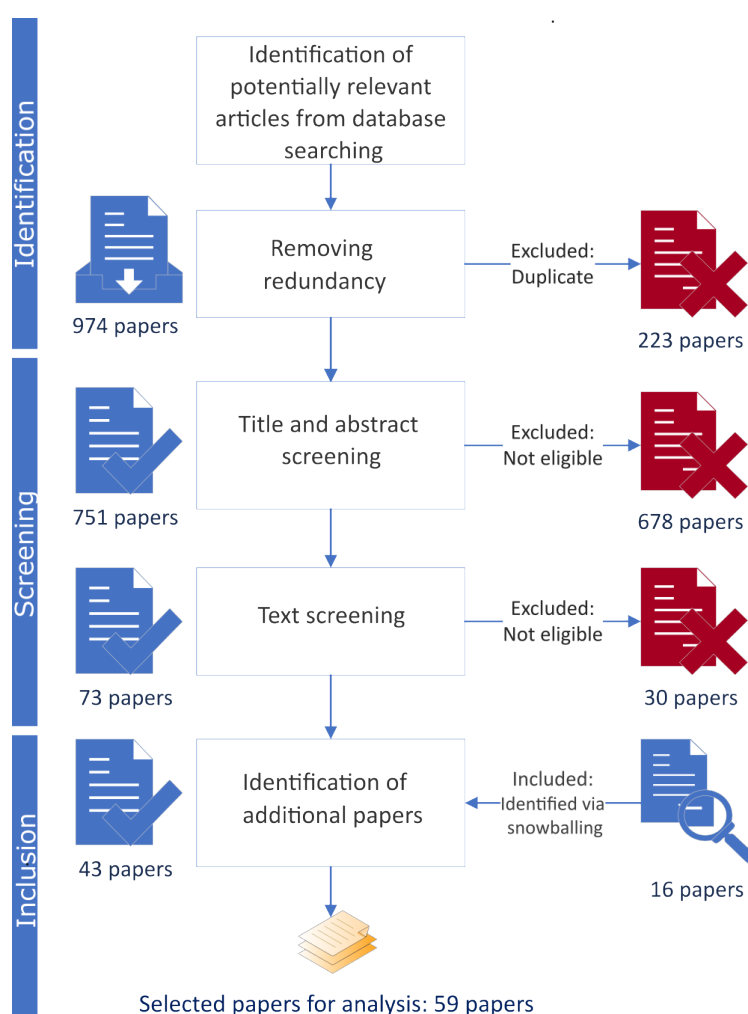 Identification
Identification of
potentially relevant
articles from database
searching
Removing
redundancy
Excluded:
Duplicate
974 papers
223 papers
Screening
Title and abstract
screening
Excluded:
Not eligible
751 papers
678 papers
Text screening
Excluded:
Not eligible
73 papers
30 papers
Inclusion
Identification of
additional papers
Included:
Identified via
snowballing
43 papers
16 papers
Selected papers for analysis: 59 papers